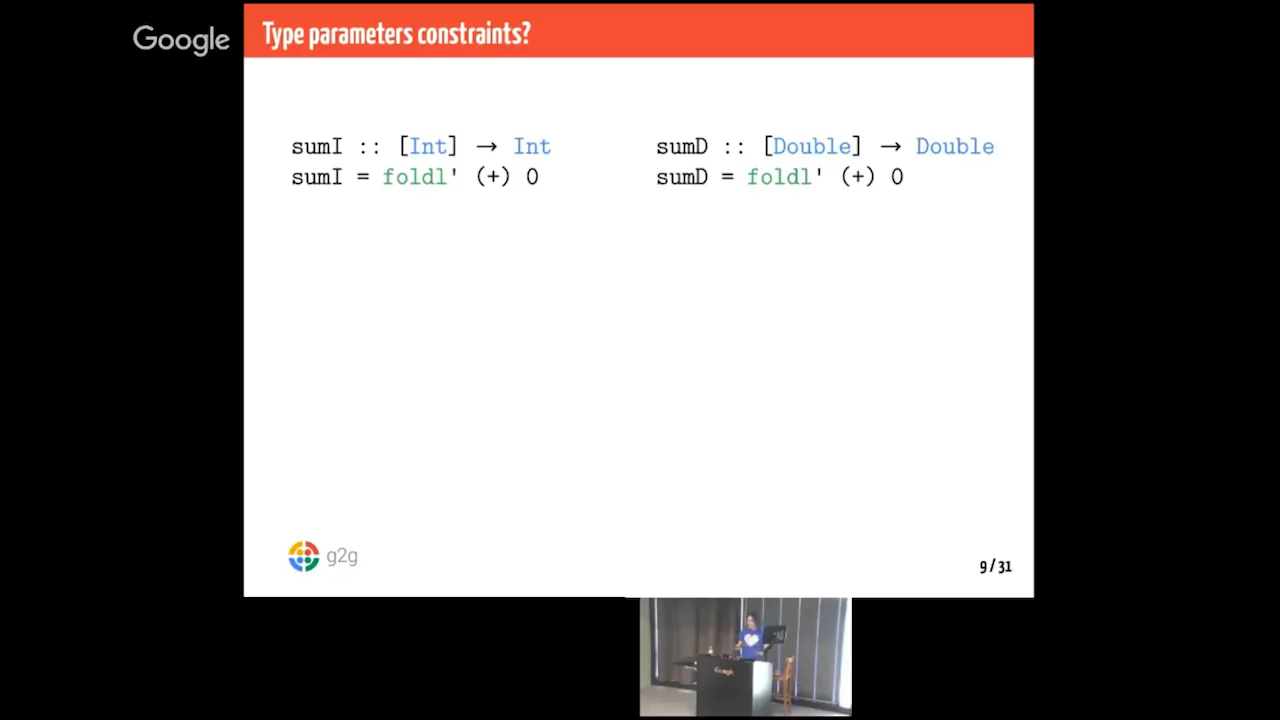 Google
Type parameters constraints?
sumI :: [Int] → Int
sumI = foldl' (+) 0
sumD :: [Double] → Double
sumD = foldl' (+) 0
g2g
9 / 31
Google